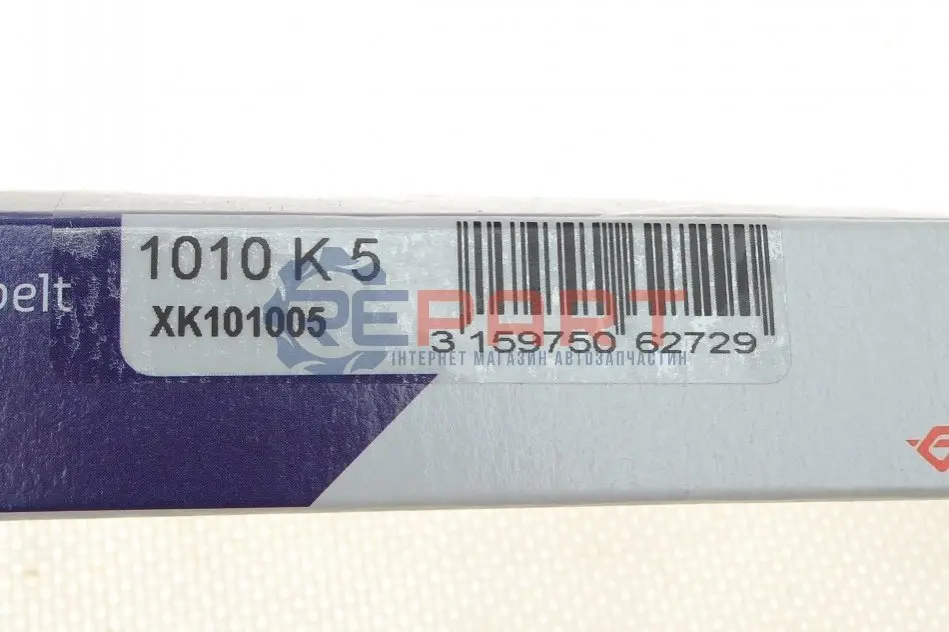 1010 K 5
belt
XK101005
REPART
3 159750 62729
ІНТЕРНЕТ МАГАЗИН АВТОЗАПЧАСТИН